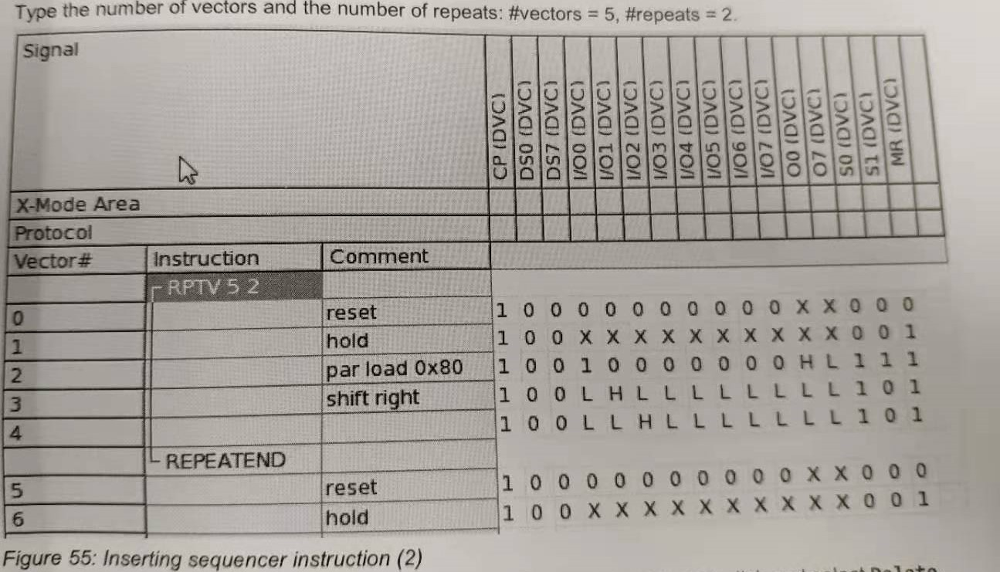 Type the number of vectors and the number of repeats: #vectors = 5, #repeats = 2.
Signal CP (DVC) DS0 (DVC) DS7 (DVC) I/O0 (DVC) I/O1 (DVC) I/O2 (DVC) I/O3 (DVC) I/O4 (DVC) I/O5 (DVC) I/O6 (DVC) I/O7 (DVC) O0 (DVC) O7 (DVC) S0 (DVC) S1 (DVC) MR (DVC)
X-Mode Area
Protocol
Vector# Instruction Comment
RPTV 5 2
0 reset 1 0 0 0 0 0 0 0 0 0 0 X X 0 0 0
1 hold 1 0 0 X X X X X X X X X X 0 0 1
2 par load 0x80 1 0 0 1 0 0 0 0 0 0 0 H L 1 1 1
3 shift right 1 0 0 L H L L L L L L L L 1 0 1
4 1 0 0 L L H L L L L L L L 1 0 1
REPEATEND
5 reset 1 0 0 0 0 0 0 0 0 0 0 X X 0 0 0
6 hold 1 0 0 X X X X X X X X X X 0 0 1
Figure 55: Inserting sequencer instruction (2)